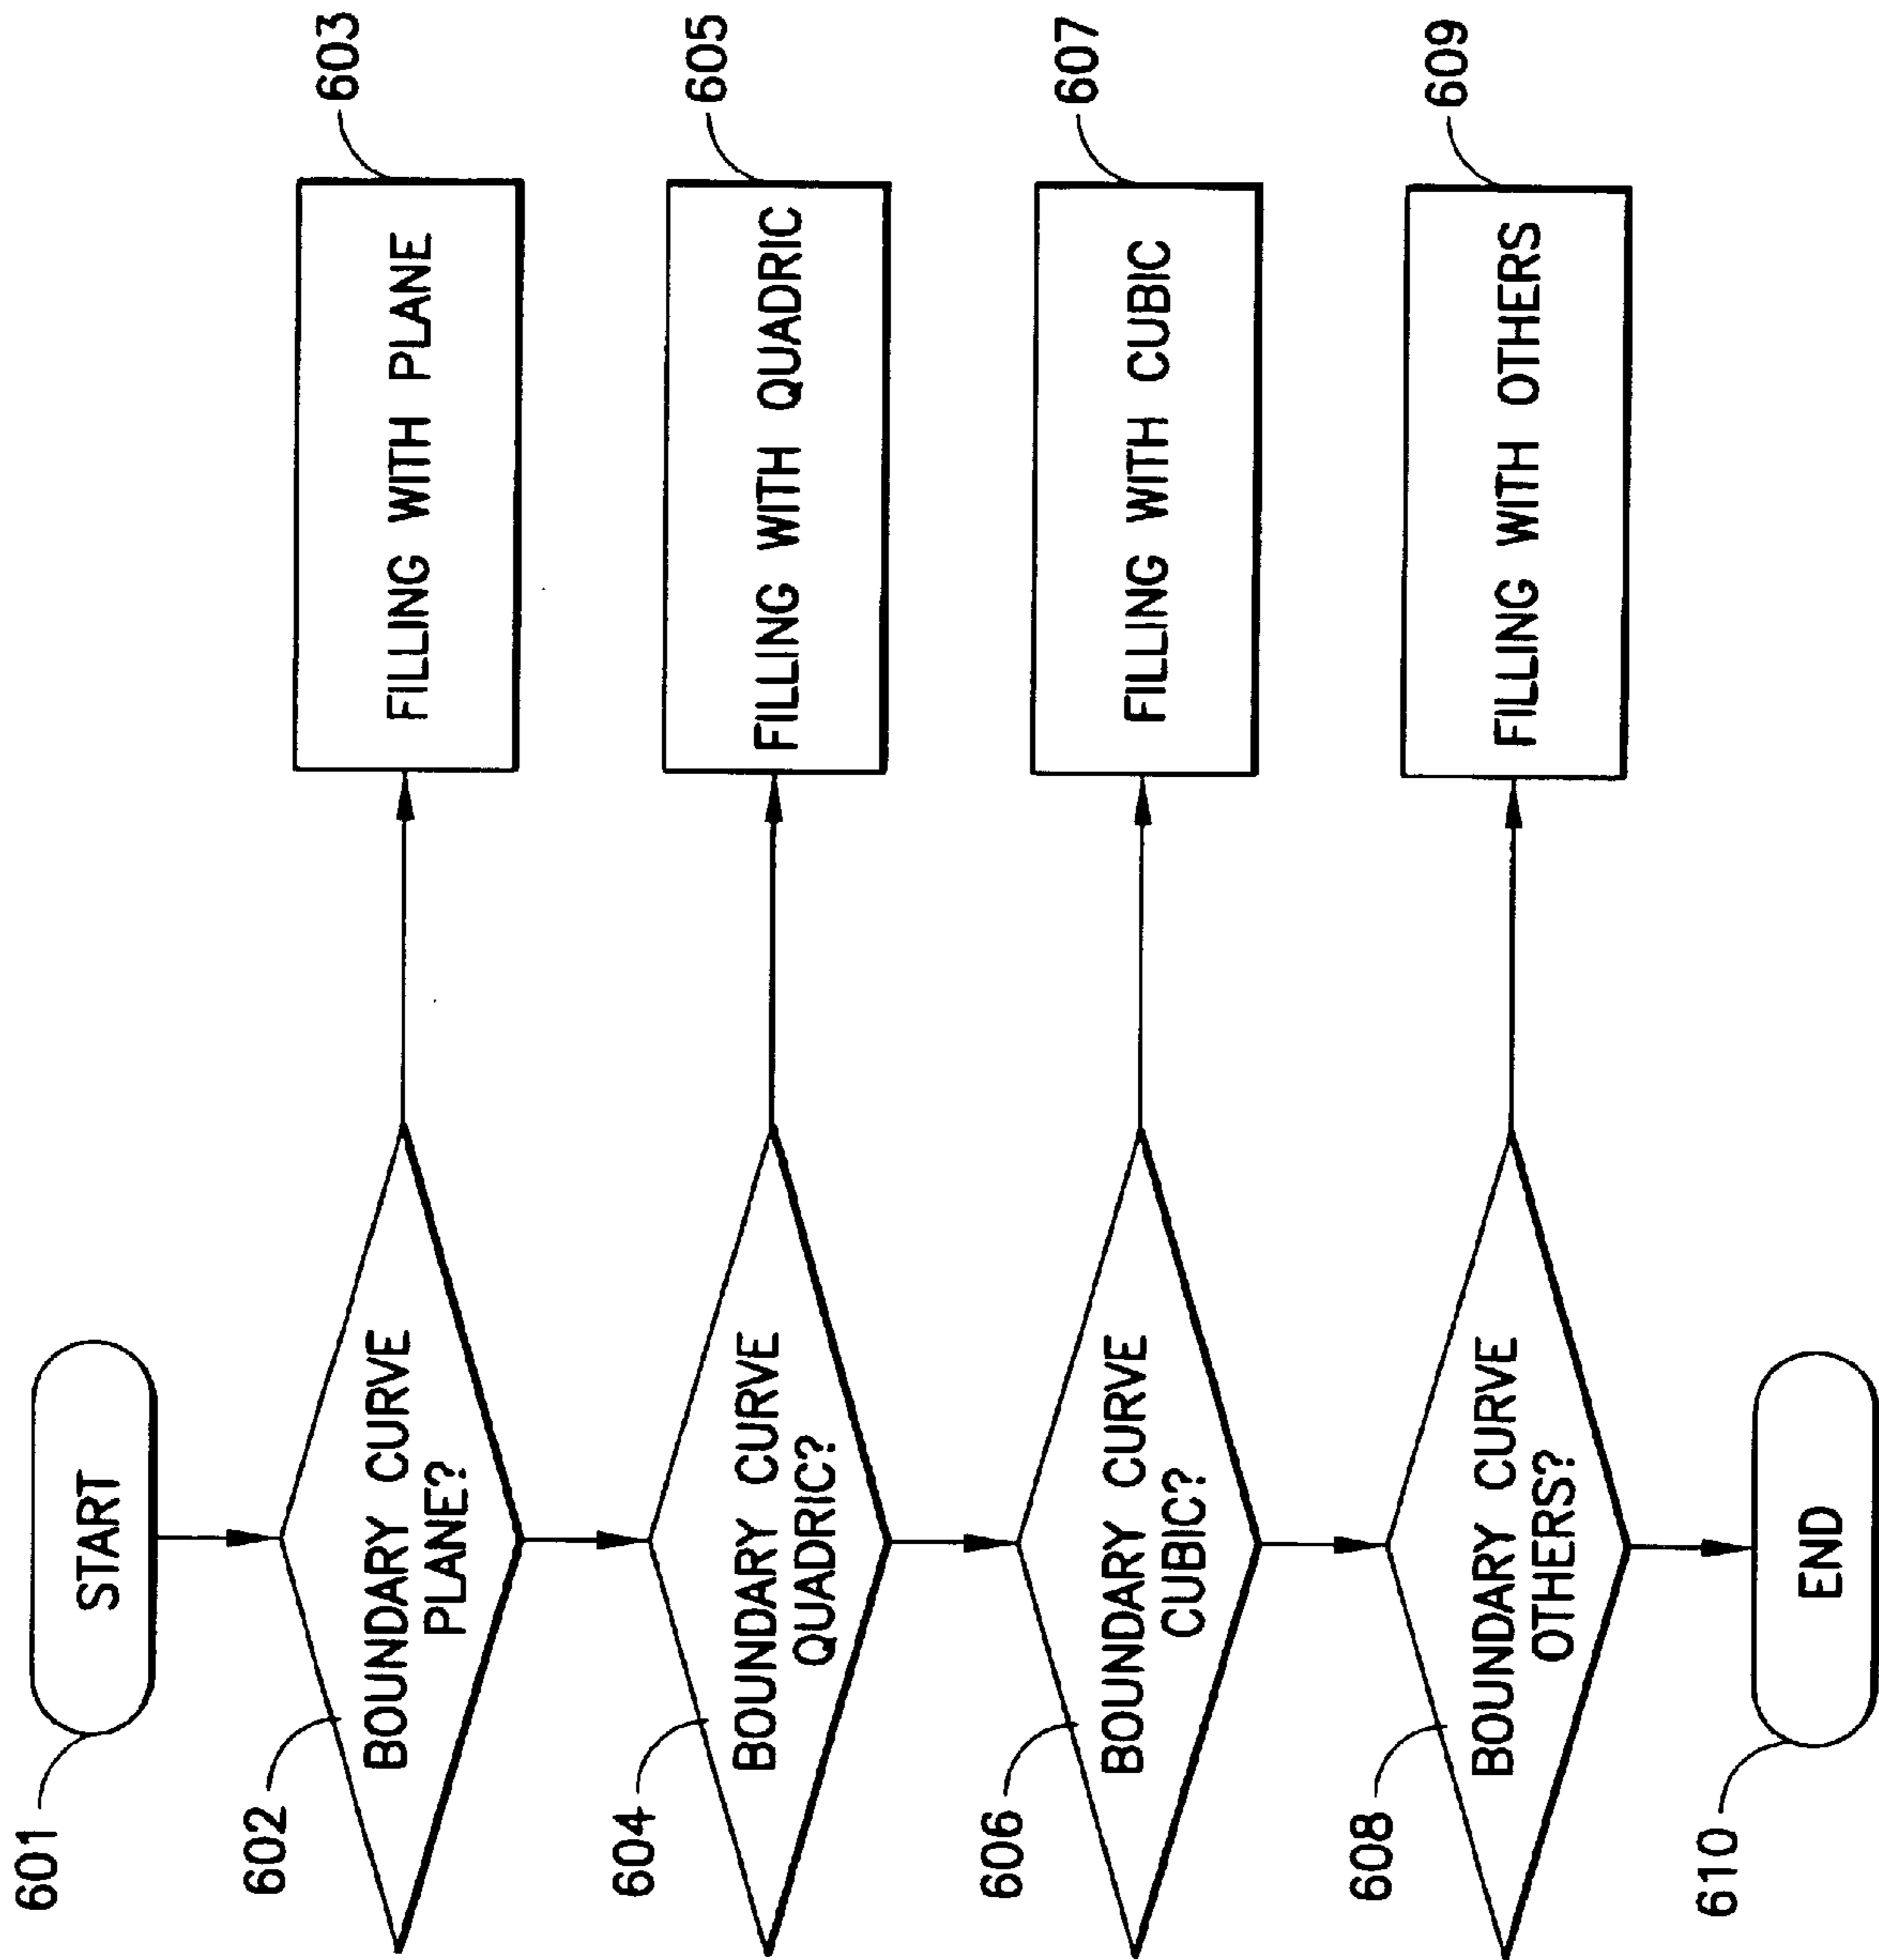 601
START
602
BOUNDARY CURVE
PLANE?
603
FILLING WITH PLANE
604
BOUNDARY CURVE
QUADRIC?
605
FILLING WITH QUADRIC
606
BOUNDARY CURVE
CUBIC?
607
FILLING WITH CUBIC
608
BOUNDARY CURVE
OTHERS?
609
FILLING WITH OTHERS
610
END